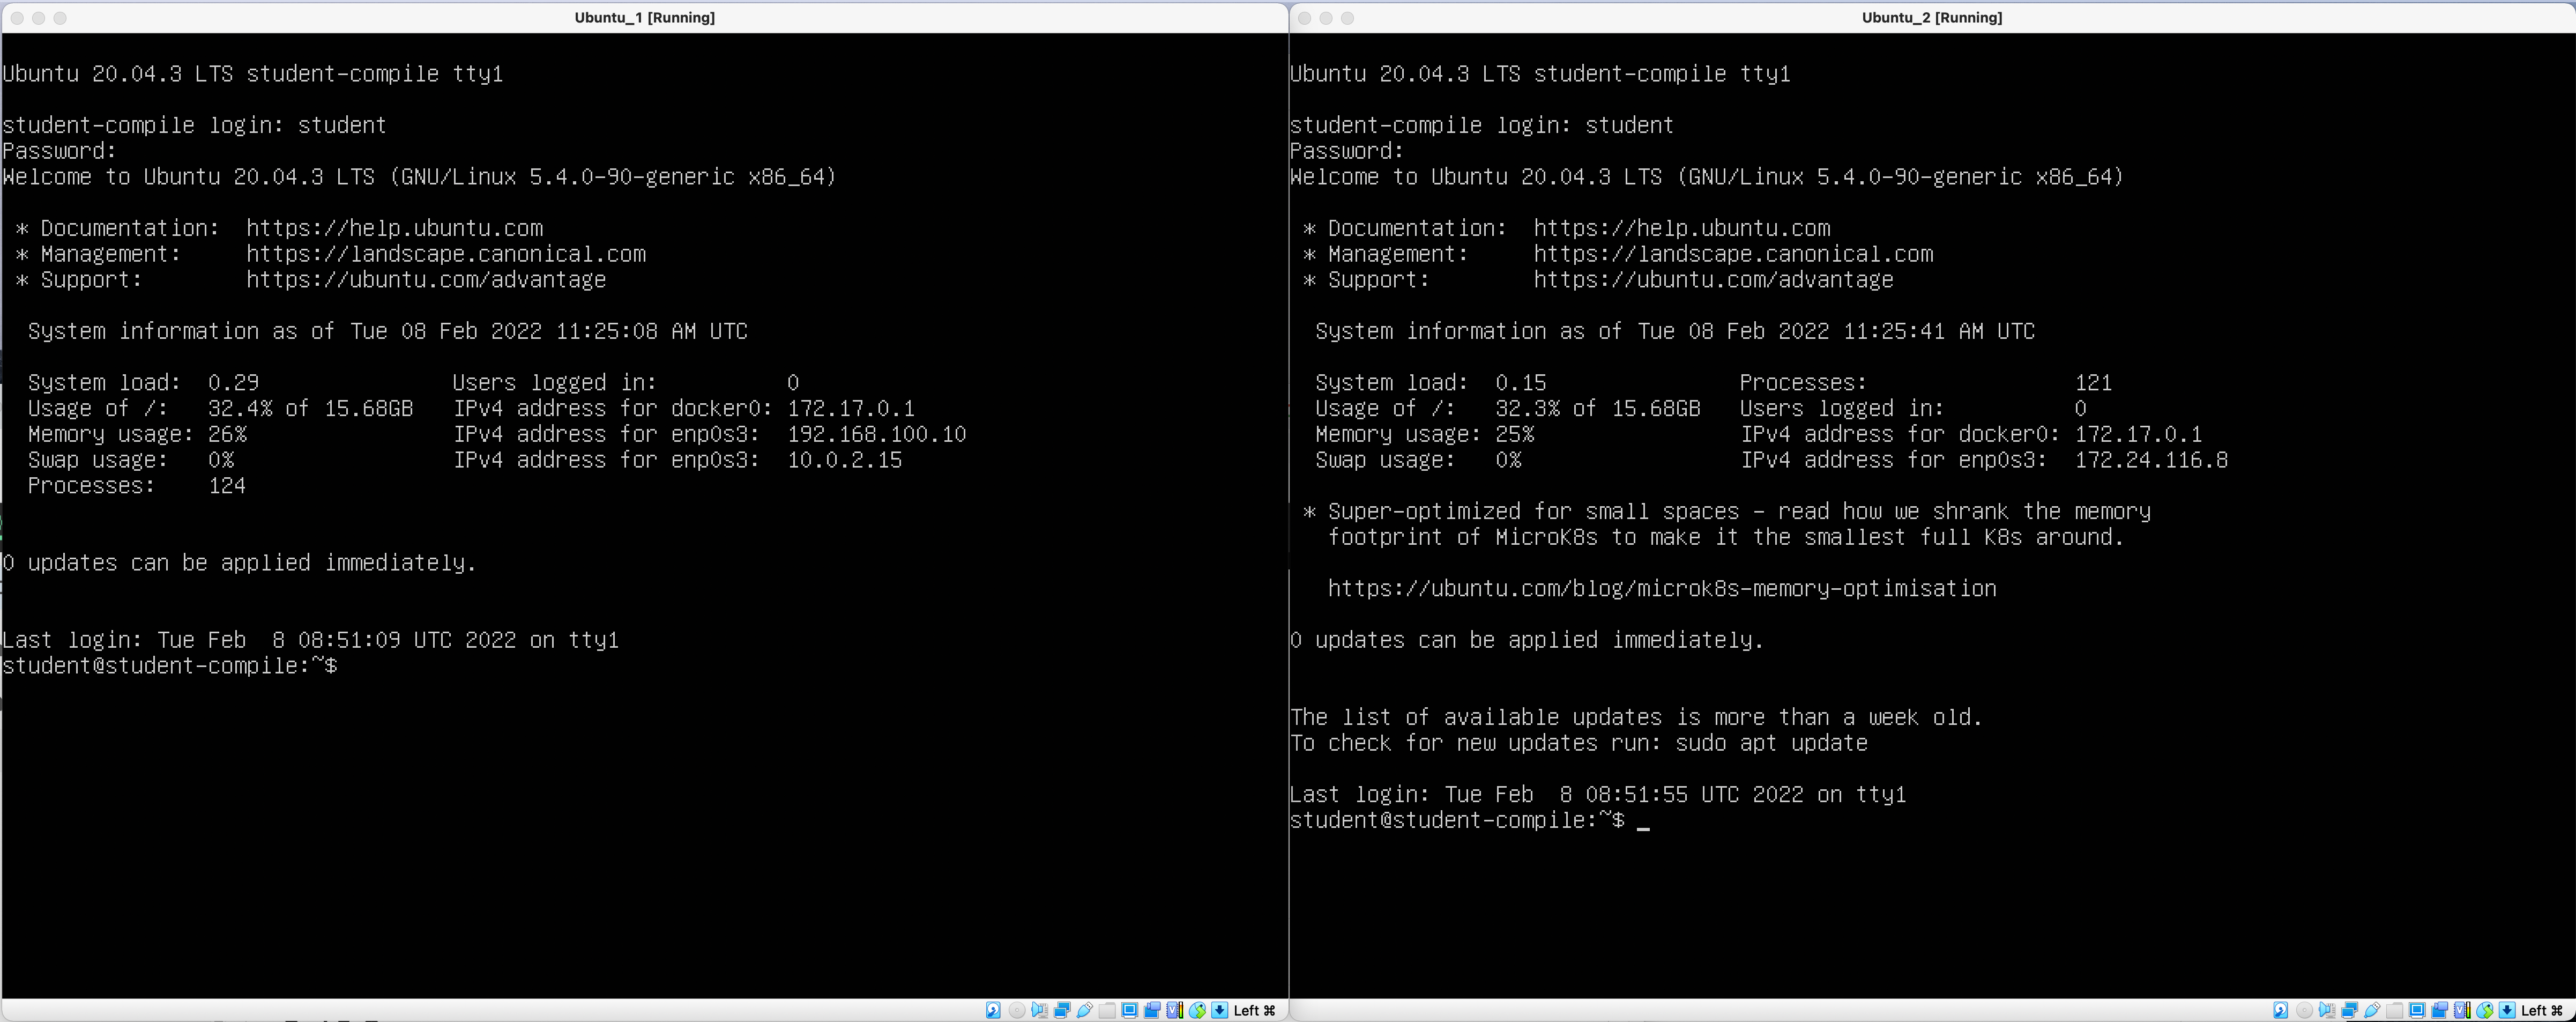 Ubuntu_1 [Running]
Ubuntu 20.04.3 LTS student-compile tty1
student-compile login: student
Password:
Welcome to Ubuntu 20.04.3 LTS (GNU/Linux 5.4.0-90-generic x86_64)
* Documentation:  https://help.ubuntu.com
* Management:     https://landscape.canonical.com
* Support:        https://ubuntu.com/advantage
System information as of Tue 08 Feb 2022 11:25:08 AM UTC
System load:  0.29               Users logged in:          0
Usage of /:   32.4% of 15.68GB   IPv4 address for docker0: 172.17.0.1
Memory usage: 26%                IPv4 address for enp0s3:  192.168.100.10
Swap usage:   0%                 IPv4 address for enp0s3:  10.0.2.15
Processes:    124
0 updates can be applied immediately.
Last login: Tue Feb  8 08:51:09 UTC 2022 on tty1
student@student-compile:~$
Left ⌘
Ubuntu_2 [Running]
Ubuntu 20.04.3 LTS student-compile tty1
student-compile login: student
Password:
Welcome to Ubuntu 20.04.3 LTS (GNU/Linux 5.4.0-90-generic x86_64)
* Documentation:  https://help.ubuntu.com
* Management:     https://landscape.canonical.com
* Support:        https://ubuntu.com/advantage
System information as of Tue 08 Feb 2022 11:25:41 AM UTC
System load:  0.15               Processes:                121
Usage of /:   32.3% of 15.68GB   Users logged in:          0
Memory usage: 25%                IPv4 address for docker0: 172.17.0.1
Swap usage:   0%                 IPv4 address for enp0s3:  172.24.116.8
* Super-optimized for small spaces - read how we shrank the memory
footprint of MicroK8s to make it the smallest full K8s around.
https://ubuntu.com/blog/microk8s-memory-optimisation
0 updates can be applied immediately.
The list of available updates is more than a week old.
To check for new updates run: sudo apt update
Last login: Tue Feb  8 08:51:55 UTC 2022 on tty1
student@student-compile:~$ _
Left ⌘